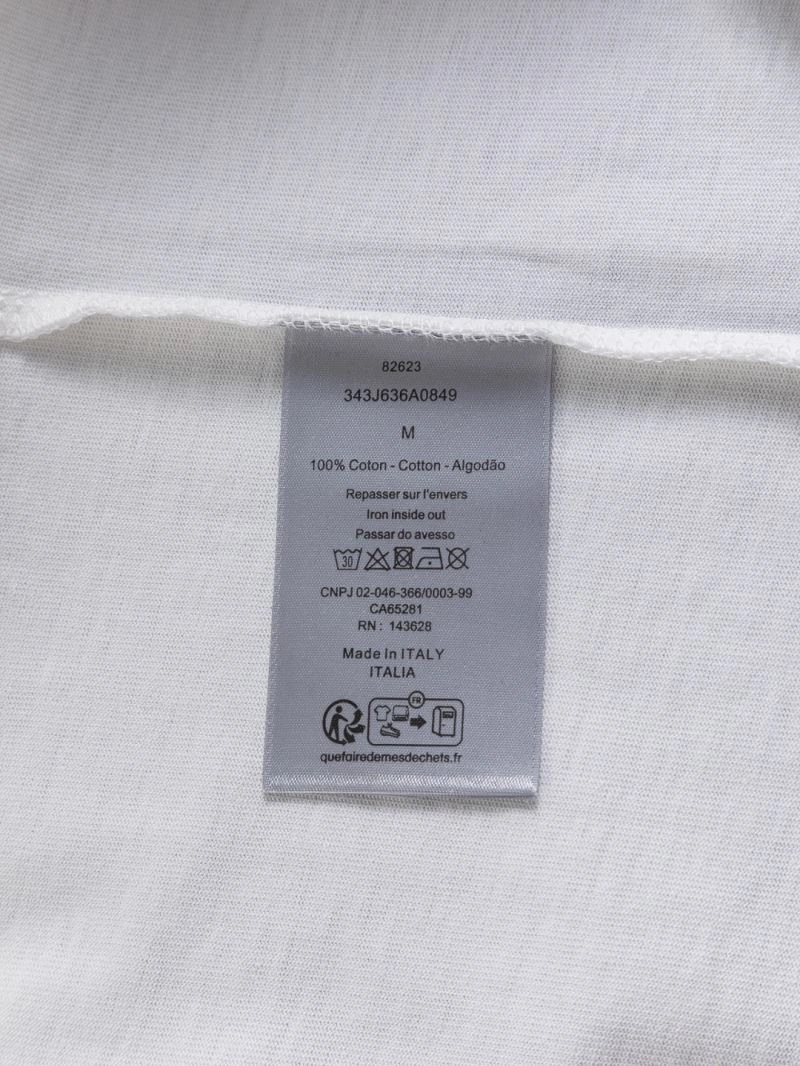 82623
343J636A0849
M
100% Coton - Cotton - Algodão
Repasser sur l'envers
Iron inside out
Passar do avesso
30
CNPJ 02-046-366/0003-99
CA65281
RN : 143628
Made In ITALY
ITALIA
FR
quefairedemesdechets.fr